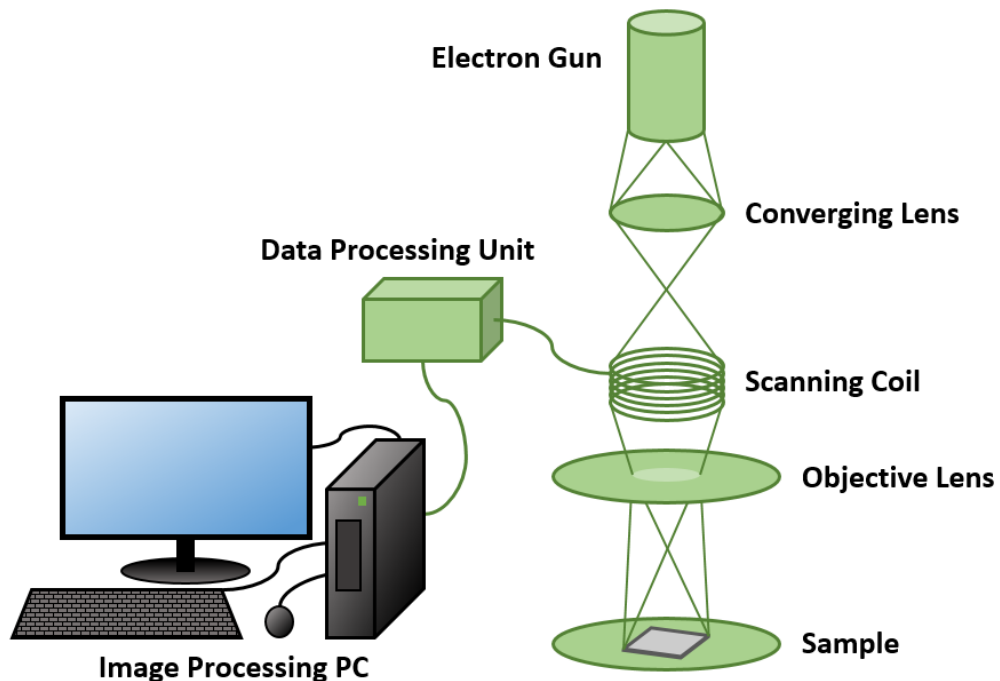 Electron Gun
Converging Lens
Data Processing Unit
Scanning Coil
Objective Lens
Sample
Image Processing PC